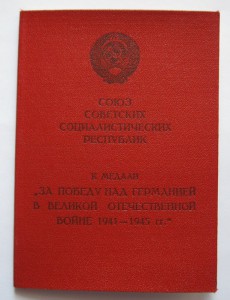 СОЮЗ
СОВЕТСКИХ
СОЦИАЛИСТИЧЕСКИХ
РЕСПУБЛИК
К МЕДАЛИ
„ЗА ПОБЕДУ НАД ГЕРМАНИЕЙ
В ВЕЛИКОЙ ОТЕЧЕСТВЕННОЙ
ВОЙНЕ 1941—1945 гг.“